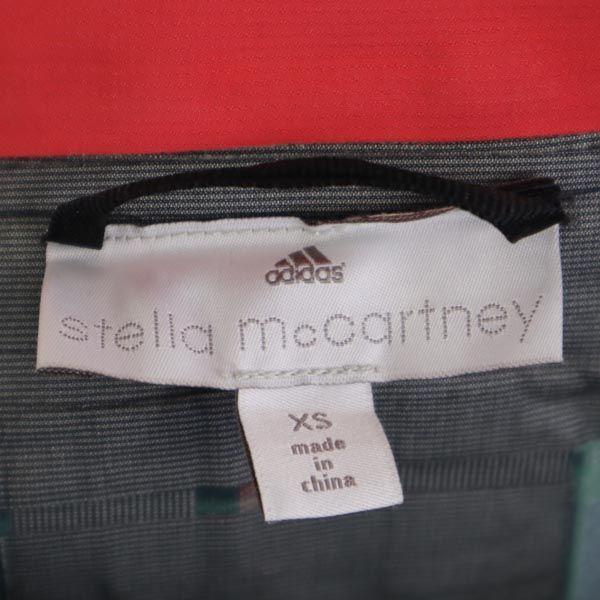 adidas
stella mccartney
XS
made
in
china